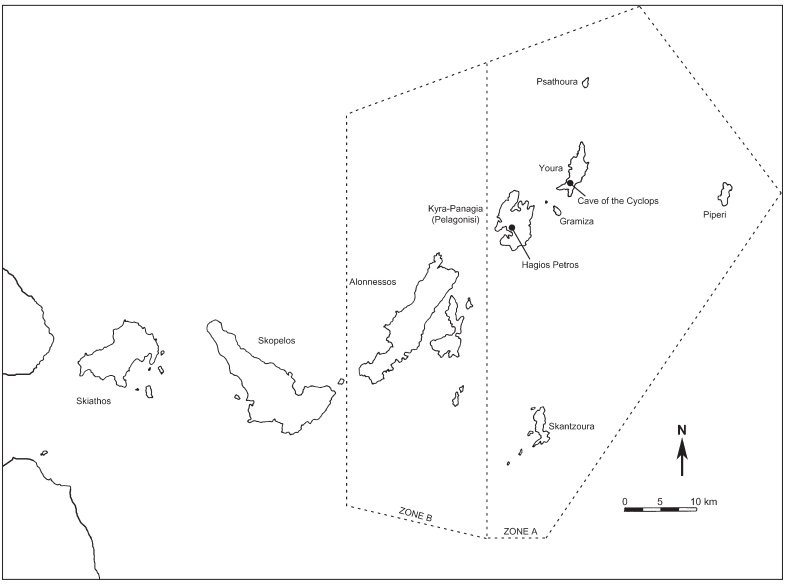 Psathoura
Youra
Cave of the Cyclops
Piperi
Kyra-Panagia
(Pelagonisi)
Gramiza
Hagios Petros
Alonnessos
Skopelos
Skiathos
Skantzoura
N
0 5 10 km
ZONE B
ZONE A